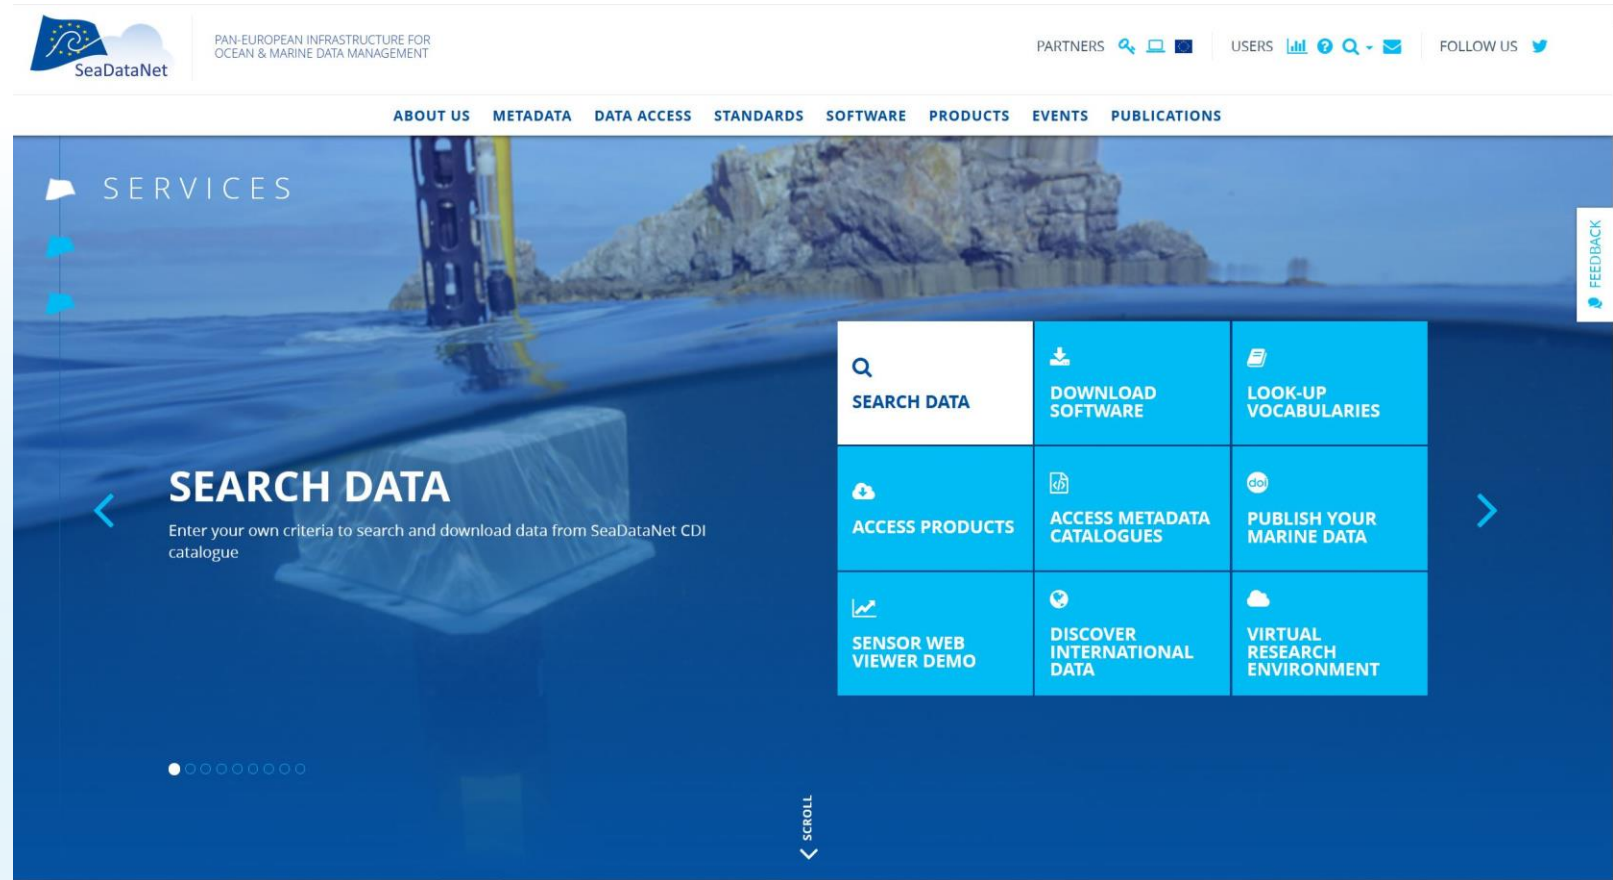 SeaDataNet
PAN-EUROPEAN INFRASTRUCTURE FOR
OCEAN & MARINE DATA MANAGEMENT
PARTNERS
USERS
FOLLOW US
ABOUT US
METADATA
DATA ACCESS
STANDARDS
SOFTWARE
PRODUCTS
EVENTS
PUBLICATIONS
SERVICES
FEEDBACK
SEARCH DATA
Enter your own criteria to search and download data from SeaDataNet CDI
catalogue
SEARCH DATA
DOWNLOAD
SOFTWARE
LOOK-UP
VOCABULARIES
ACCESS PRODUCTS
ACCESS METADATA
CATALOGUES
doi
PUBLISH YOUR
MARINE DATA
SENSOR WEB
VIEWER DEMO
DISCOVER
INTERNATIONAL
DATA
VIRTUAL
RESEARCH
ENVIRONMENT
SCROLL